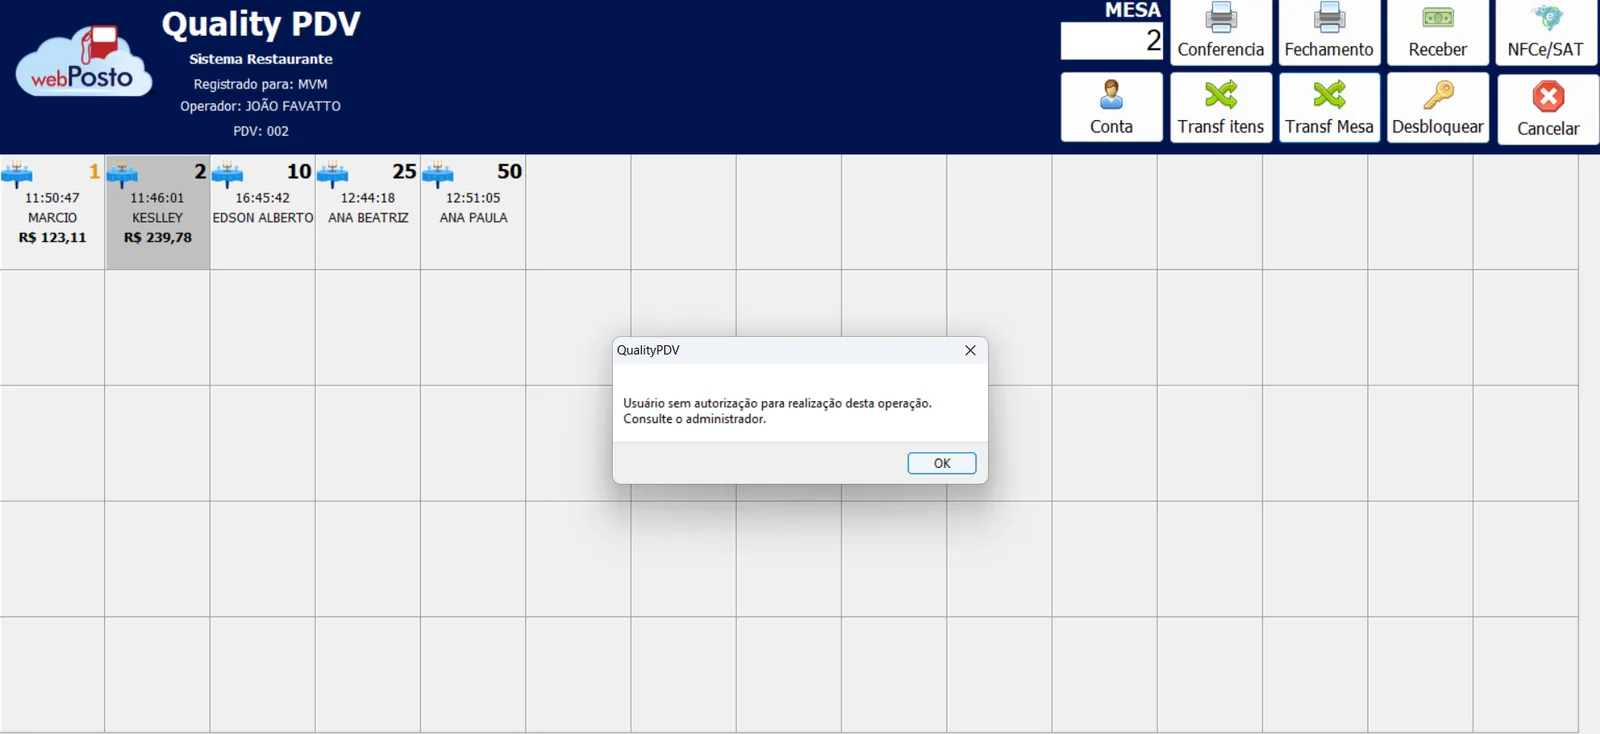 webPosto
Quality PDV
Sistema Restaurante
Registrado para: MVM
Operador: JOÃO FAVATTO
PDV: 002
MESA
2
Conferencia
Fechamento
Receber
NFCe/SAT
Conta
Transf itens
Transf Mesa
Desbloquear
Cancelar
1
11:50:47
MARCIO
R$ 123,11
2
11:46:01
KESLLEY
R$ 239,78
10
16:45:42
EDSON ALBERTO
25
12:44:18
ANA BEATRIZ
50
12:51:05
ANA PAULA
QualityPDV
Usuário sem autorização para realização desta operação.
Consulte o administrador.
OK